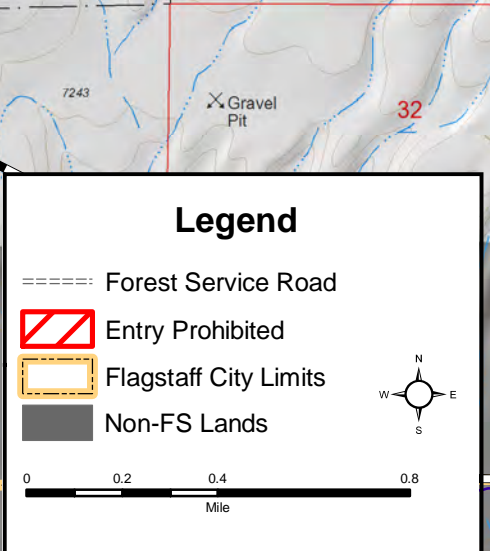 7243
Gravel
Pit
32
Legend
Forest Service Road
Entry Prohibited
Flagstaff City Limits
Non-FS Lands
N
W E
S
0 0.2 0.4 0.8
Mile